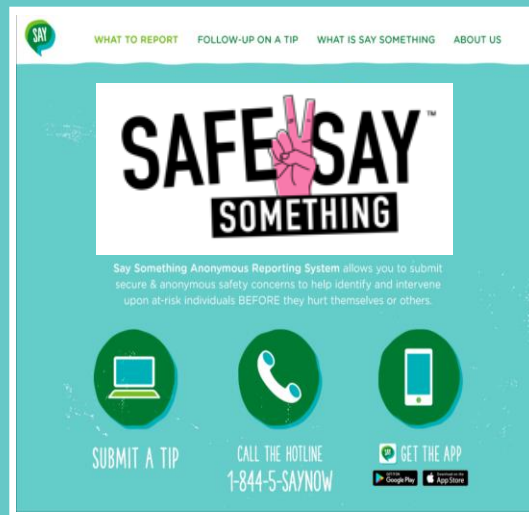 SAY
WHAT TO REPORT FOLLOW-UP ON A TIP WHAT IS SAY SOMETHING ABOUT US
SAFE SAY™
SOMETHING
Say Something Anonymous Reporting System allows you to submit
secure & anonymous safety concerns to help identify and intervene
upon at-risk individuals BEFORE they hurt themselves or others.
SUBMIT A TIP
CALL THE HOTLINE
1-844-5-SAYNOW
SAY GET THE APP
Google Play
App Store